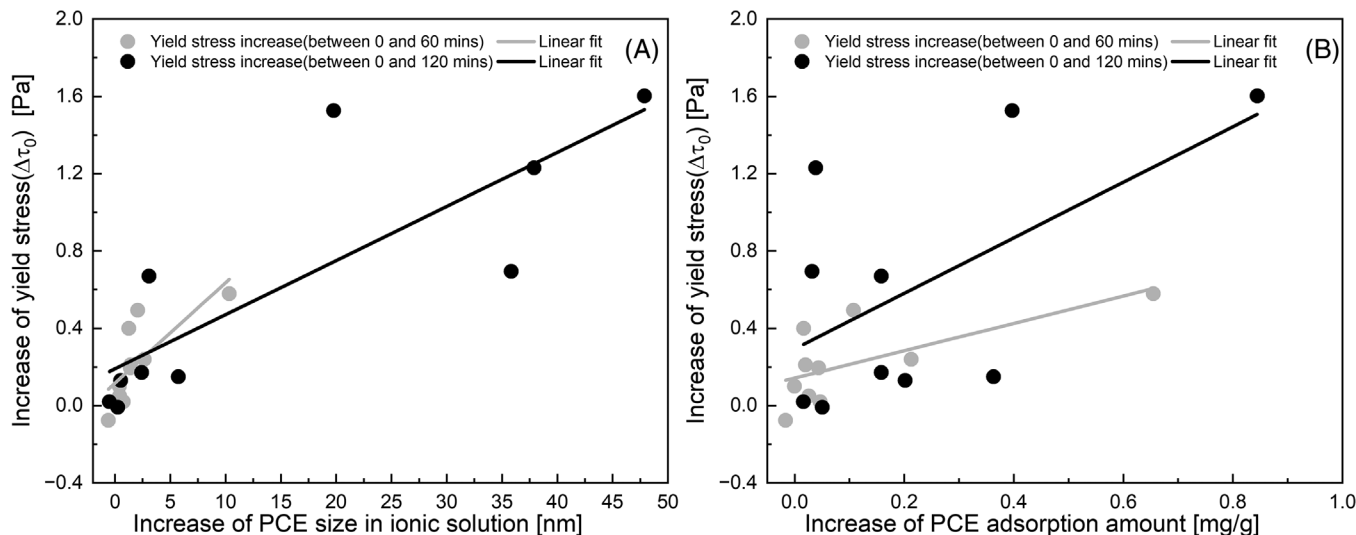 Increase of yield stress(Δτ0) [Pa]
2.0
1.6
1.2
0.8
0.4
0.0
−0.4
Yield stress increase(between 0 and 60 mins) Linear fit
Yield stress increase(between 0 and 120 mins) Linear fit
(A)
0 5 10 15 20 25 30 35 40 45 50
Increase of PCE size in ionic solution [nm]
Increase of yield stress(Δτ0) [Pa]
2.0
1.6
1.2
0.8
0.4
0.0
−0.4
Yield stress increase(between 0 and 60 mins) Linear fit
Yield stress increase(between 0 and 120 mins) Linear fit
(B)
0.0 0.2 0.4 0.6 0.8 1.0
Increase of PCE adsorption amount [mg/g]